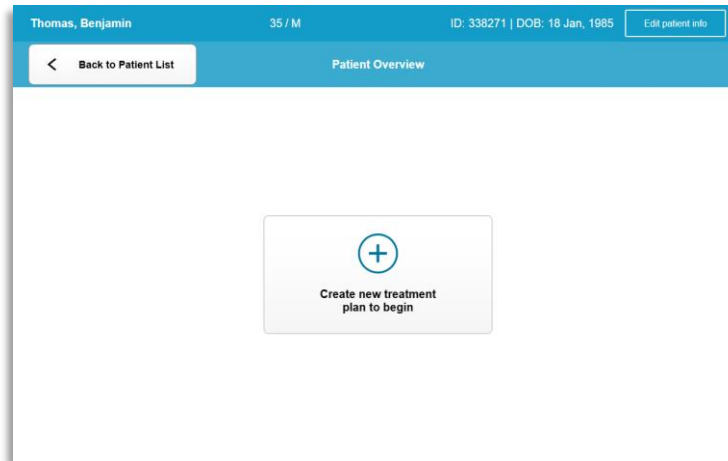 Thomas, Benjamin 35 / M ID: 338271 | DOB: 18 Jan, 1985 Edit patient info
Back to Patient List Patient Overview
Create new treatment
plan to begin